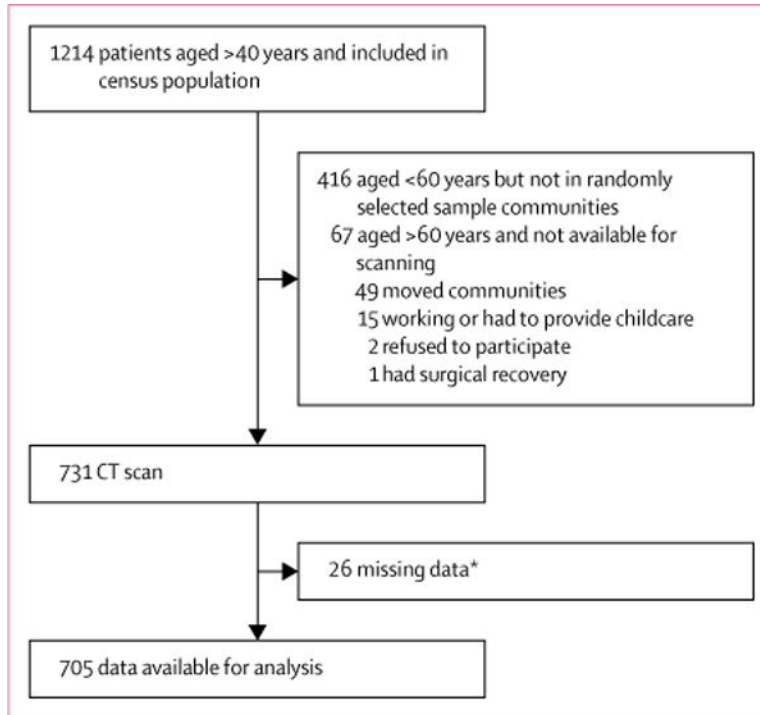 1214 patients aged >40 years and included in
census population
416 aged <60 years but not in randomly
selected sample communities
67 aged >60 years and not available for
scanning
49 moved communities
15 working or had to provide childcare
2 refused to participate
1 had surgical recovery
731 CT scan
26 missing data*
705 data available for analysis